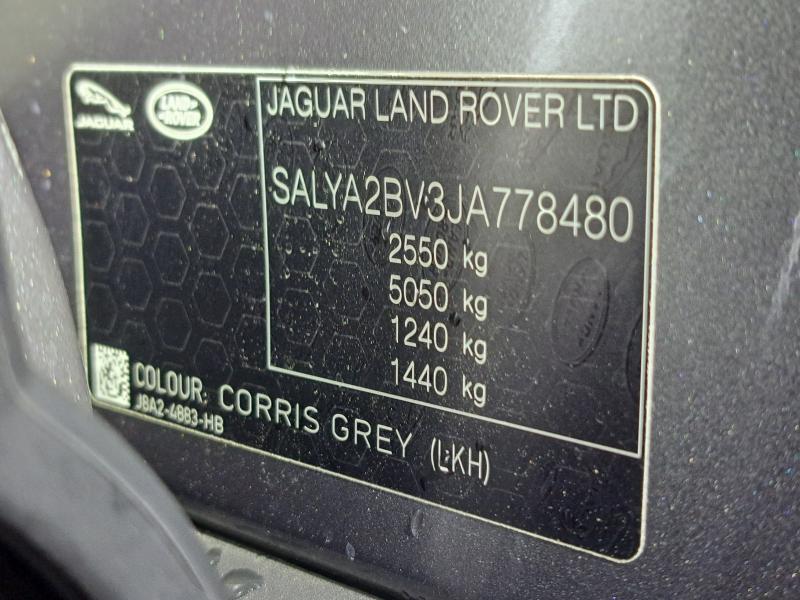 JAGUAR
LAND ROVER
JAGUAR LAND ROVER LTD
SALYA2BV3JA778480
2550 kg
5050 kg
1240 kg
1440 kg
COLOUR: CORRIS GREY (LKH)
J8A2-4883-HB